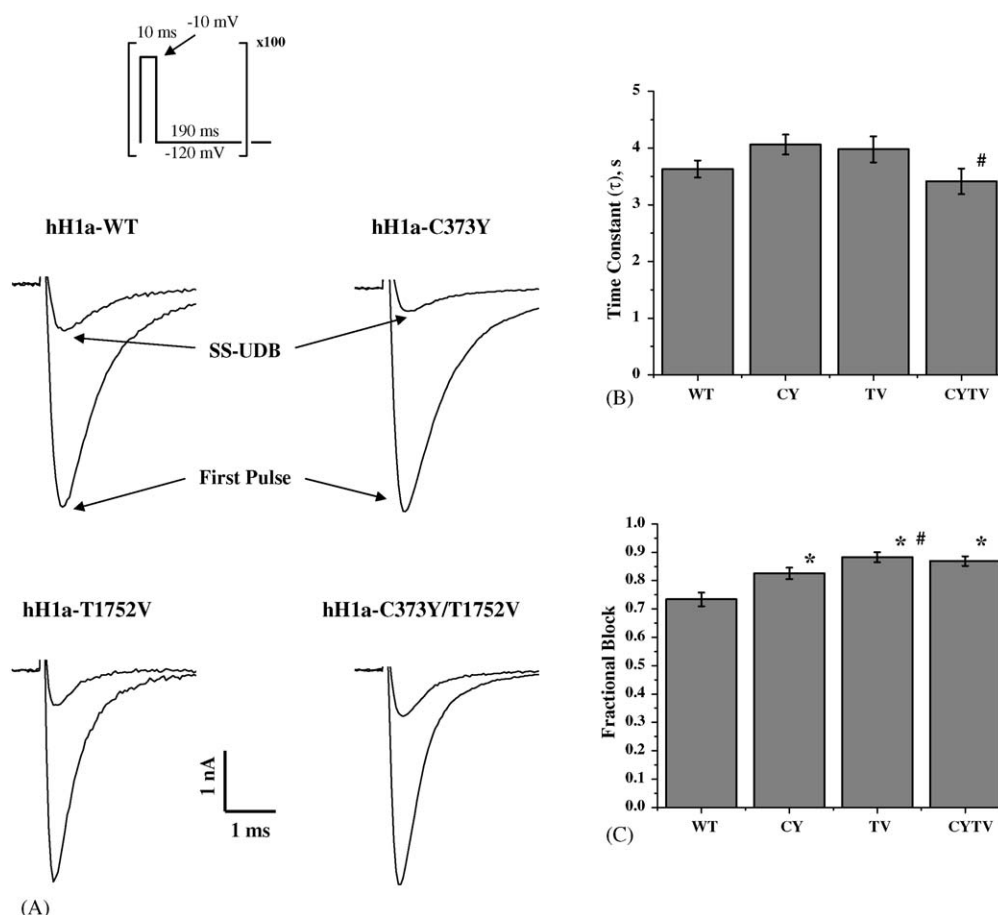 10 ms
-10 mV
x100
190 ms
-120 mV
hH1a-WT
hH1a-C373Y
SS-UDB
First Pulse
hH1a-T1752V
hH1a-C373Y/T1752V
1 nA
1 ms
(A)
Time Constant (τ), s
5
4
3
2
1
0
#
WT
CY
TV
CYTV
(B)
Fractional Block
1.0
0.9
0.8
0.7
0.6
0.5
0.4
0.3
0.2
0.1
0.0
*
* #
*
WT
CY
TV
CYTV
(C)